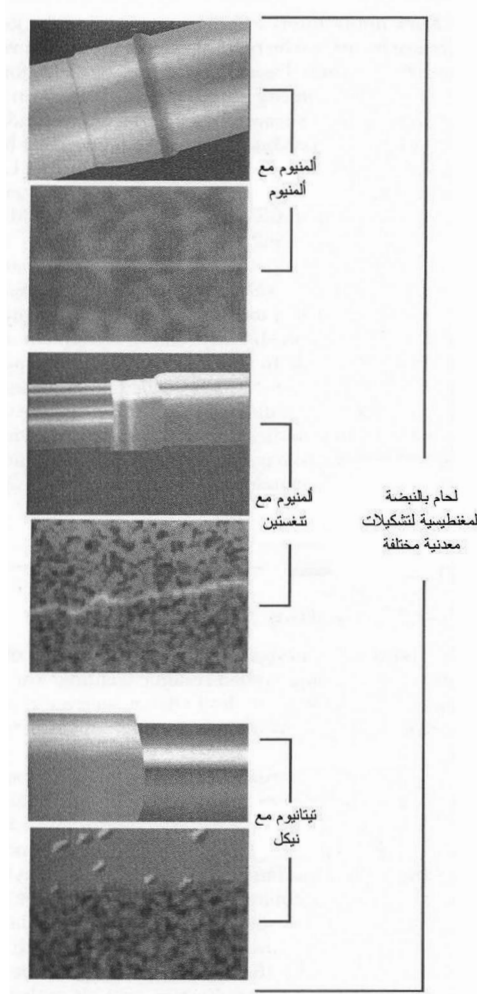 ألمنيوم مع
ألمنيوم
ألمنيوم مع
تنغستين
لحام بالنبضة
المغنطيسية لتشكيلات
معدنية مختلفة
تيتانيوم مع
نيكل